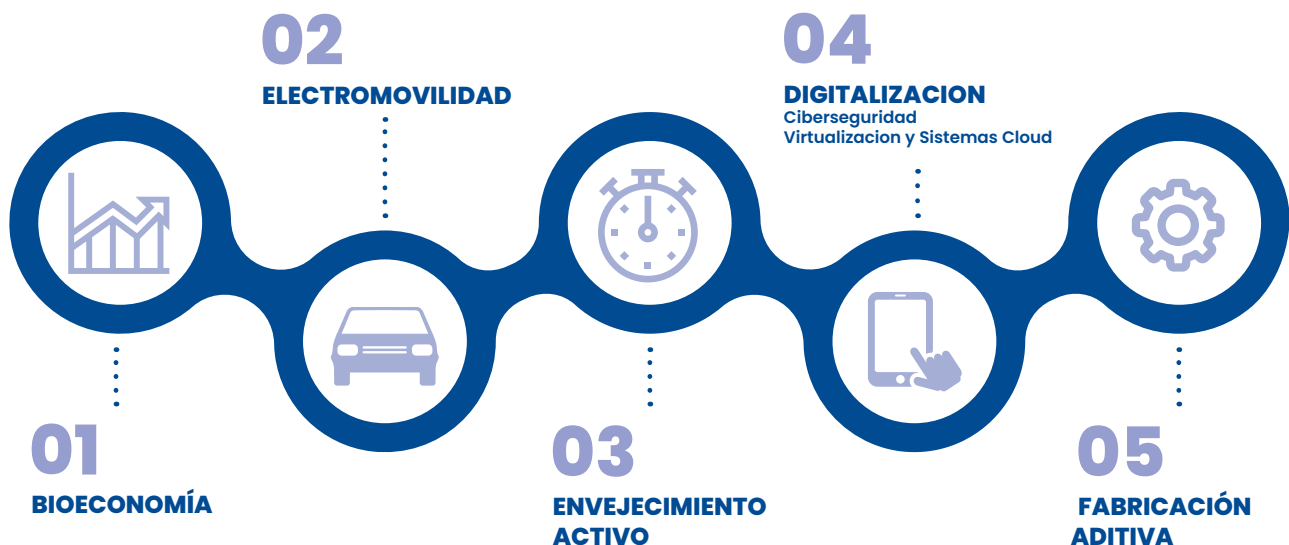 01
BIOECONOMÍA
02
ELECTROMOVILIDAD
03
ENVEJECIMIENTO
ACTIVO
04
DIGITALIZACION
Ciberseguridad
Virtualizacion y Sistemas Cloud
05
FABRICACIÓN
ADITIVA